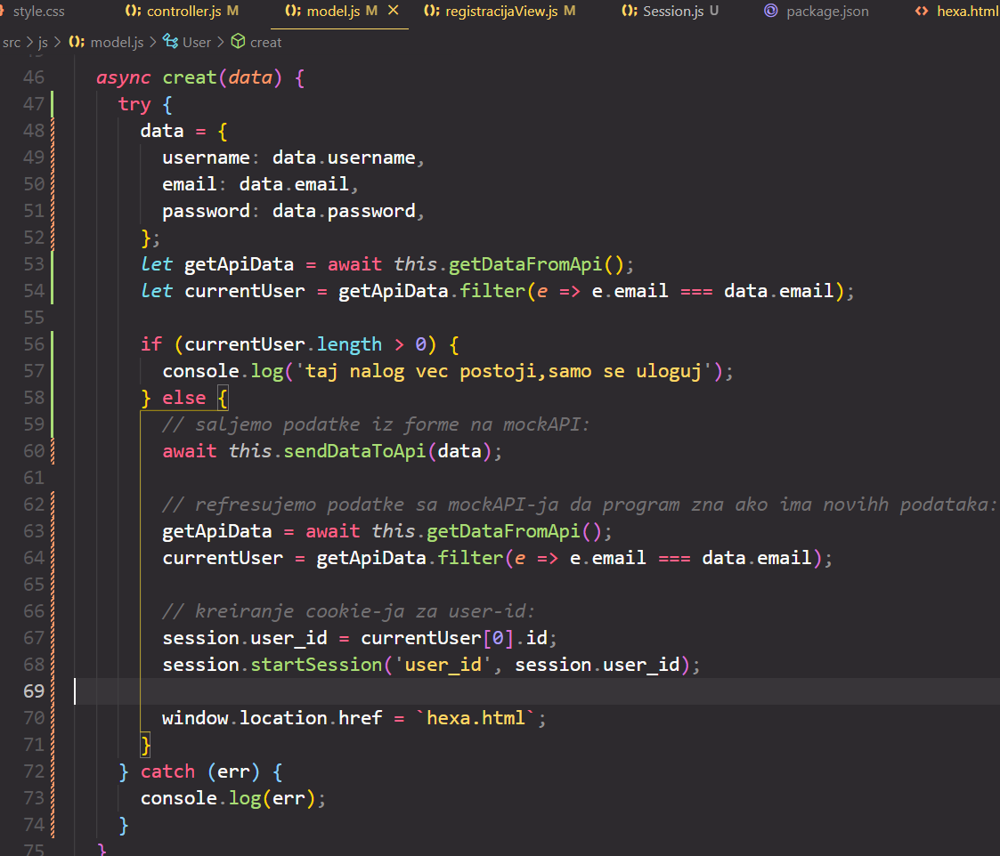 style.css controller.js M model.js M registracijaView.js M Session.js U package.json hexa.html
src > js > model.js > User > creat
46 async creat(data) {
47 try {
48 data = {
49 username: data.username,
50 email: data.email,
51 password: data.password,
52 };
53 let getApiData = await this.getDataFromApi();
54 let currentUser = getApiData.filter(e => e.email === data.email);
55
56 if (currentUser.length > 0) {
57 console.log('taj nalog vec postoji,samo se uloguj');
58 } else {
59 // saljemo podatke iz forme na mockAPI:
60 await this.sendDataToApi(data);
61
62 // refresujemo podatke sa mockAPI-ja da program zna ako ima novihh podataka:
63 getApiData = await this.getDataFromApi();
64 currentUser = getApiData.filter(e => e.email === data.email);
65
66 // kreiranje cookie-ja za user-id:
67 session.user_id = currentUser[0].id;
68 session.startSession('user_id', session.user_id);
69
70 window.location.href = `hexa.html`;
71 }
72 } catch (err) {
73 console.log(err);
74 }
75 }